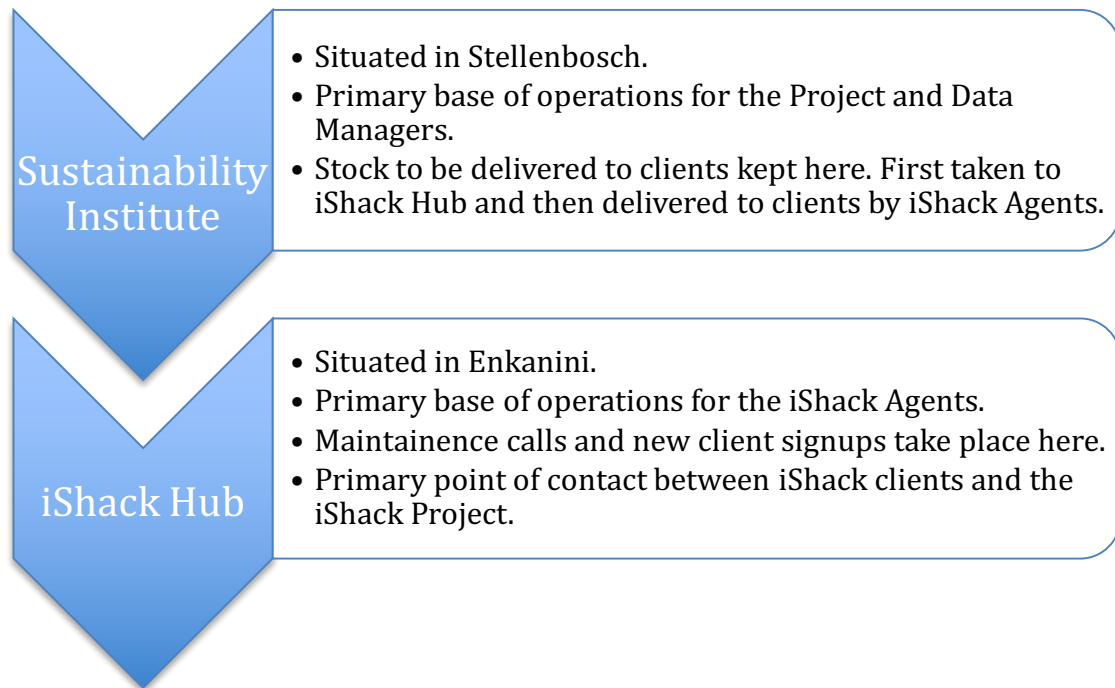 Sustainability
Institute
• Situated in Stellenbosch.
• Primary base of operations for the Project and Data
Managers.
• Stock to be delivered to clients kept here. First taken to
iShack Hub and then delivered to clients by iShack Agents.
iShack Hub
• Situated in Enkanini.
• Primary base of operations for the iShack Agents.
• Maintainence calls and new client signups take place here.
• Primary point of contact between iShack clients and the
iShack Project.